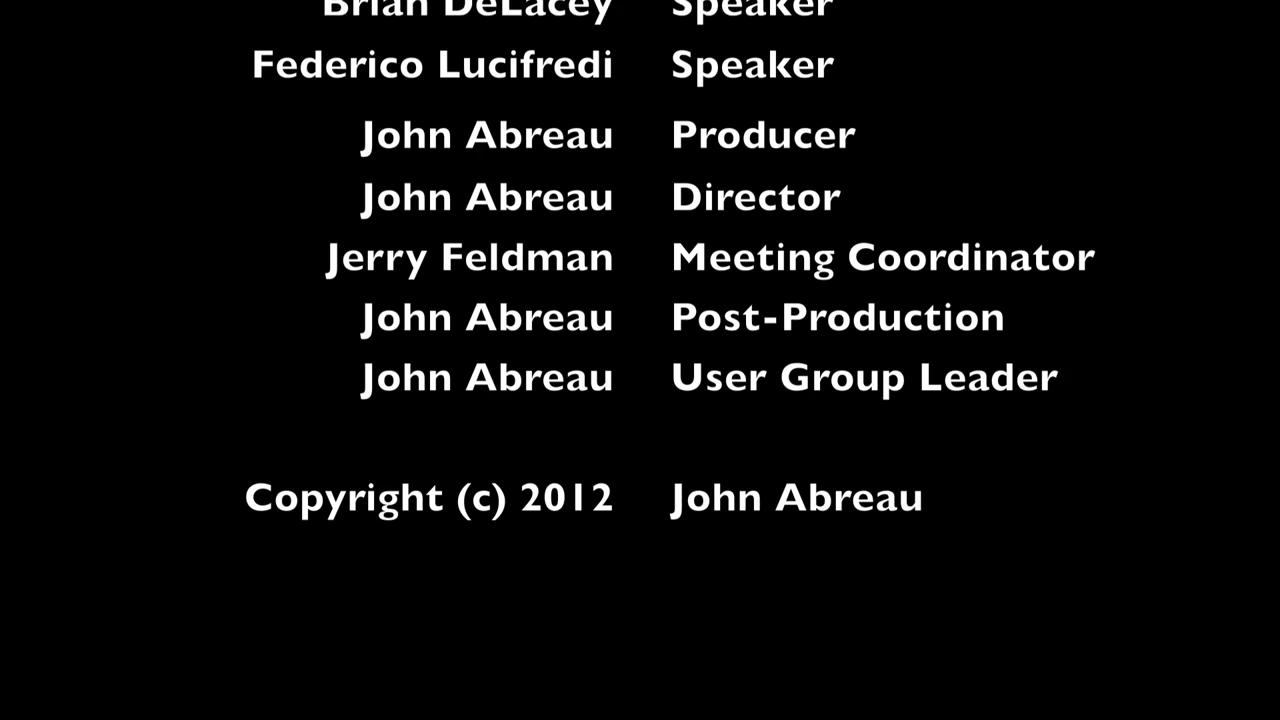 Brian DeLacey Speaker
Federico Lucifredi Speaker
John Abreau Producer
John Abreau Director
Jerry Feldman Meeting Coordinator
John Abreau Post-Production
John Abreau User Group Leader
Copyright (c) 2012 John Abreau